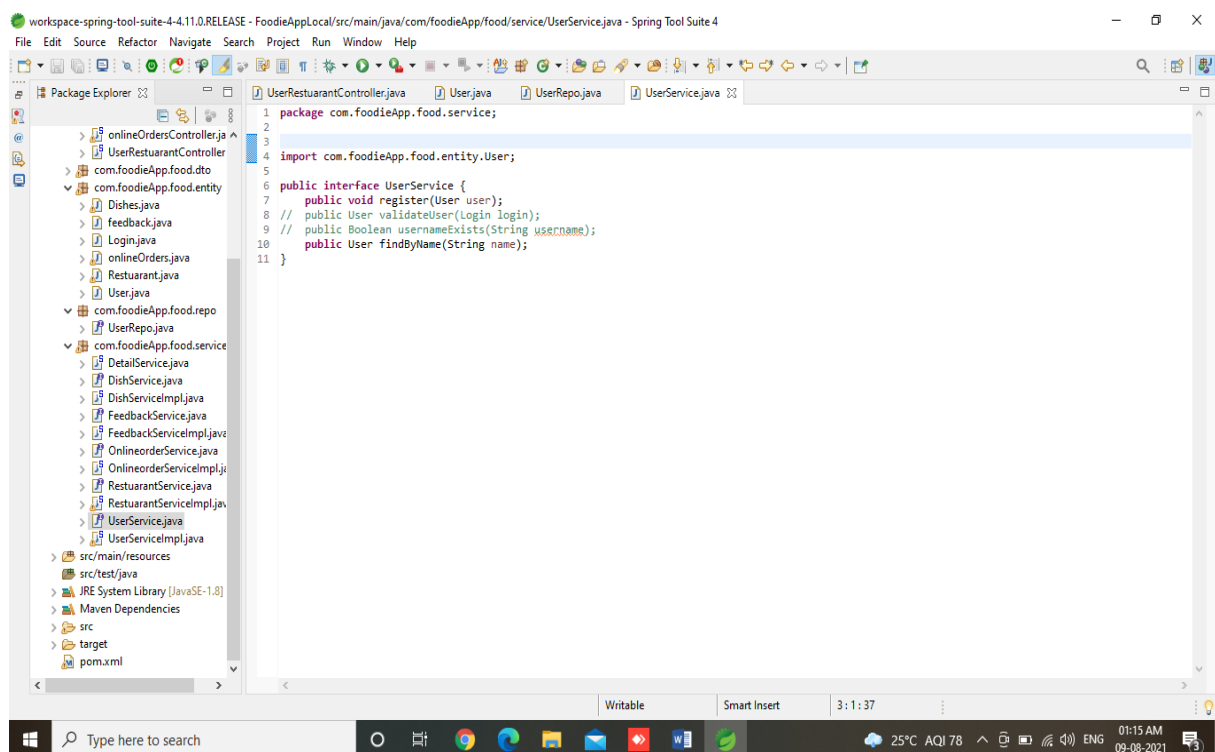 workspace-spring-tool-suite-4-4.11.0.RELEASE - FoodieAppLocal/src/main/java/com/foodieApp/food/service/UserService.java - Spring Tool Suite 4
File Edit Source Refactor Navigate Search Project Run Window Help
Package Explorer
UserRestuarantController.java User.java UserRepo.java UserService.java
onlineOrdersController.ja
UserRestuarantController
com.foodieApp.food.dto
com.foodieApp.food.entity
Dishes.java
feedback.java
Login.java
onlineOrders.java
Restuarant.java
User.java
com.foodieApp.food.repo
UserRepo.java
com.foodieApp.food.service
DetailService.java
DishService.java
DishServiceImpl.java
FeedbackService.java
FeedbackServiceImpl.java
OnlineorderService.java
OnlineorderServiceImpl.ja
RestuarantService.java
RestuarantServiceImpl.jav
UserService.java
UserServiceImpl.java
src/main/resources
src/test/java
JRE System Library [JavaSE-1.8]
Maven Dependencies
src
target
pom.xml
1 package com.foodieApp.food.service;
2
3
4 import com.foodieApp.food.entity.User;
5
6 public interface UserService {
7 public void register(User user);
8 // public User validateUser(Login login);
9 // public Boolean usernameExists(String username);
10 public User findByName(String name);
11 }
Writable Smart Insert 3:1:37
Type here to search
25°C AQI 78 ENG 01:15 AM
09-08-2021
3